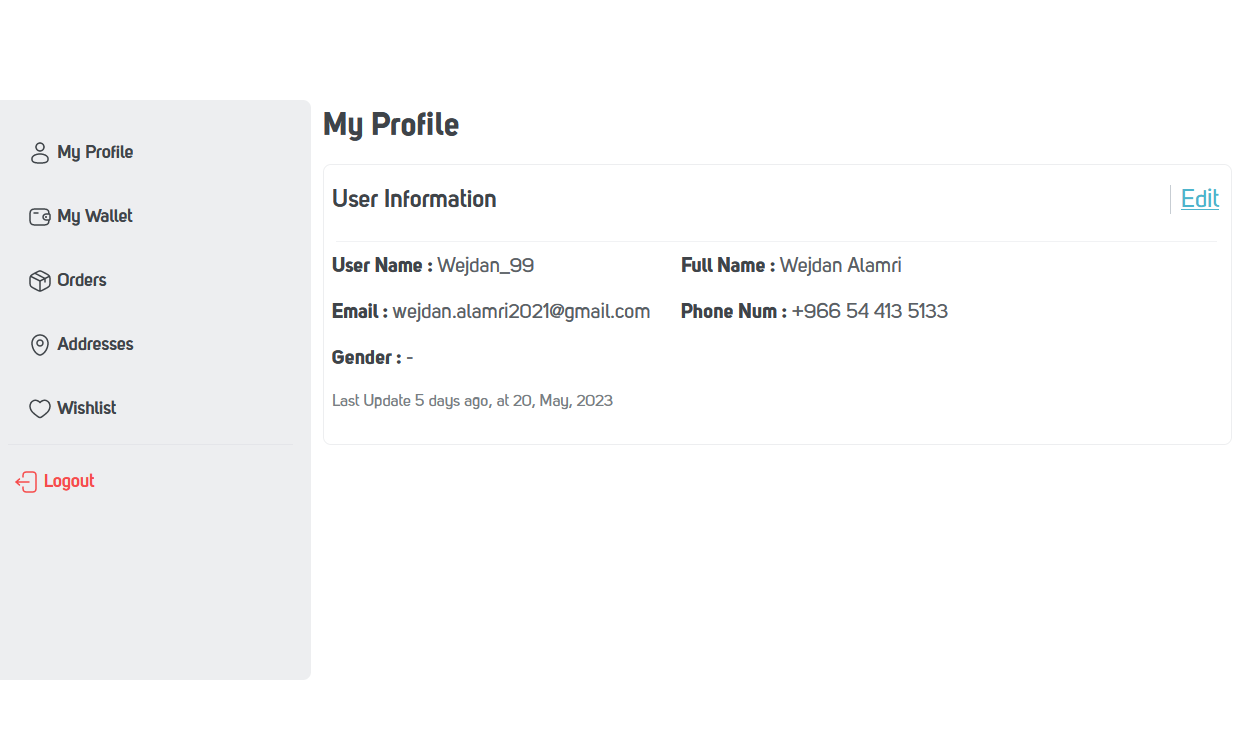 My Profile
My Wallet
Orders
Addresses
Wishlist
Logout
My Profile
User Information
Edit
User Name : Wejdan_99
Full Name : Wejdan Alamri
Email : wejdan.alamri2021@gmail.com
Phone Num : +966 54 413 5133
Gender : -
Last Update 5 days ago, at 20, May, 2023